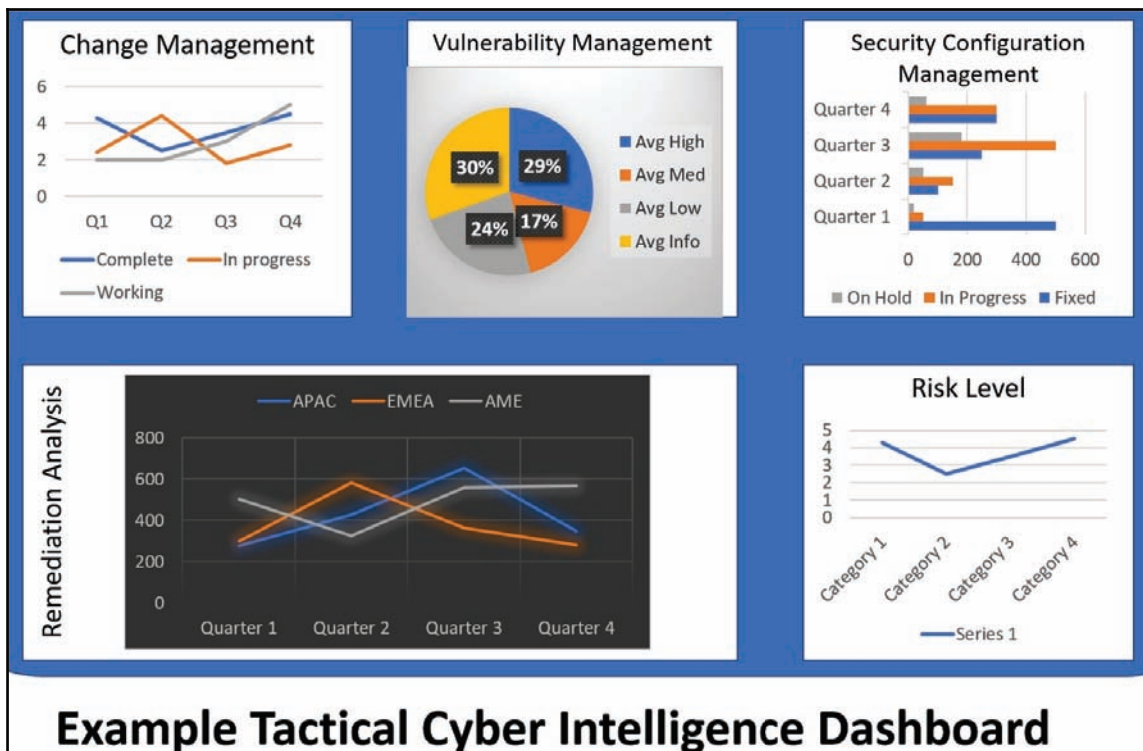 Change Management
6
4
2
0
Q1 Q2 Q3 Q4
Complete In progress
Working
Vulnerability Management
30% 29%
24% 17%
Avg High
Avg Med
Avg Low
Avg Info
Security Configuration
Management
Quarter 4
Quarter 3
Quarter 2
Quarter 1
0 200 400 600
On Hold In Progress Fixed
Remediation Analysis
APAC EMEA AME
800
600
400
200
0
Quarter 1 Quarter 2 Quarter 3 Quarter 4
Risk Level
5
4
3
2
1
0
Category 1 Category 2 Category 3 Category 4
Series 1
Example Tactical Cyber Intelligence Dashboard